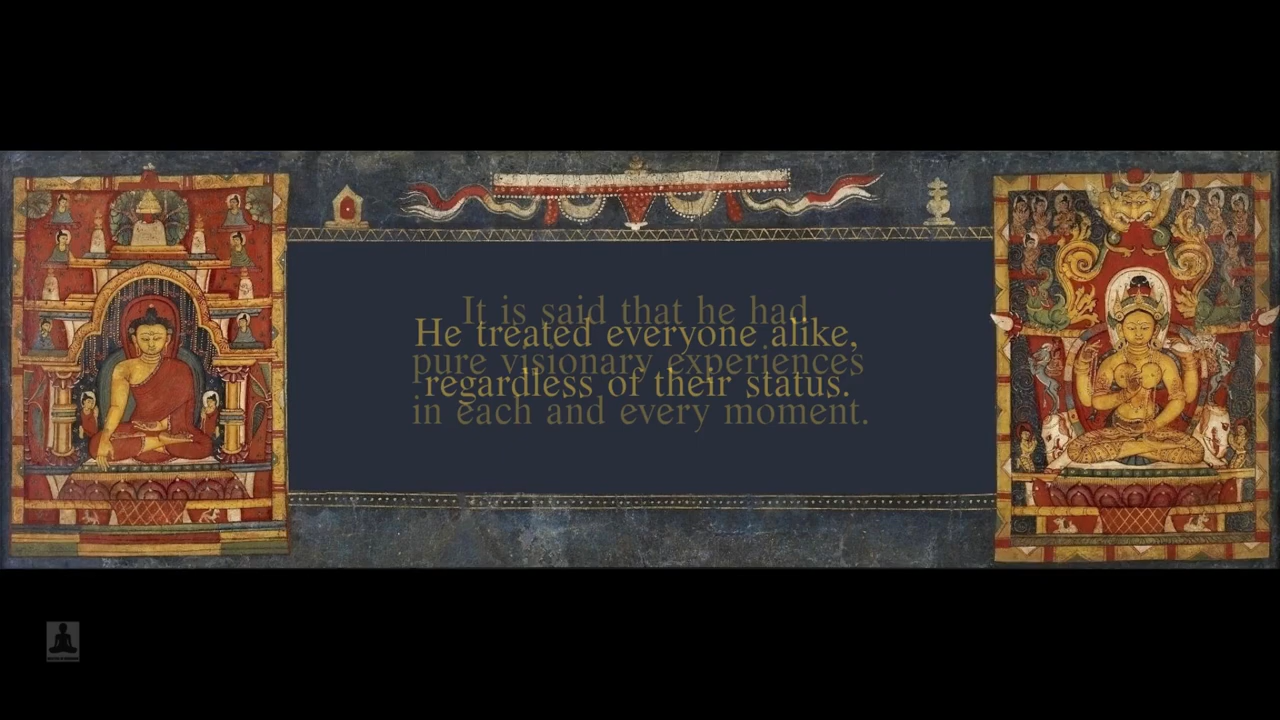 He treated everyone alike,
regardless of their status.
It is said that he had
pure visionary experiences
in each and every moment.